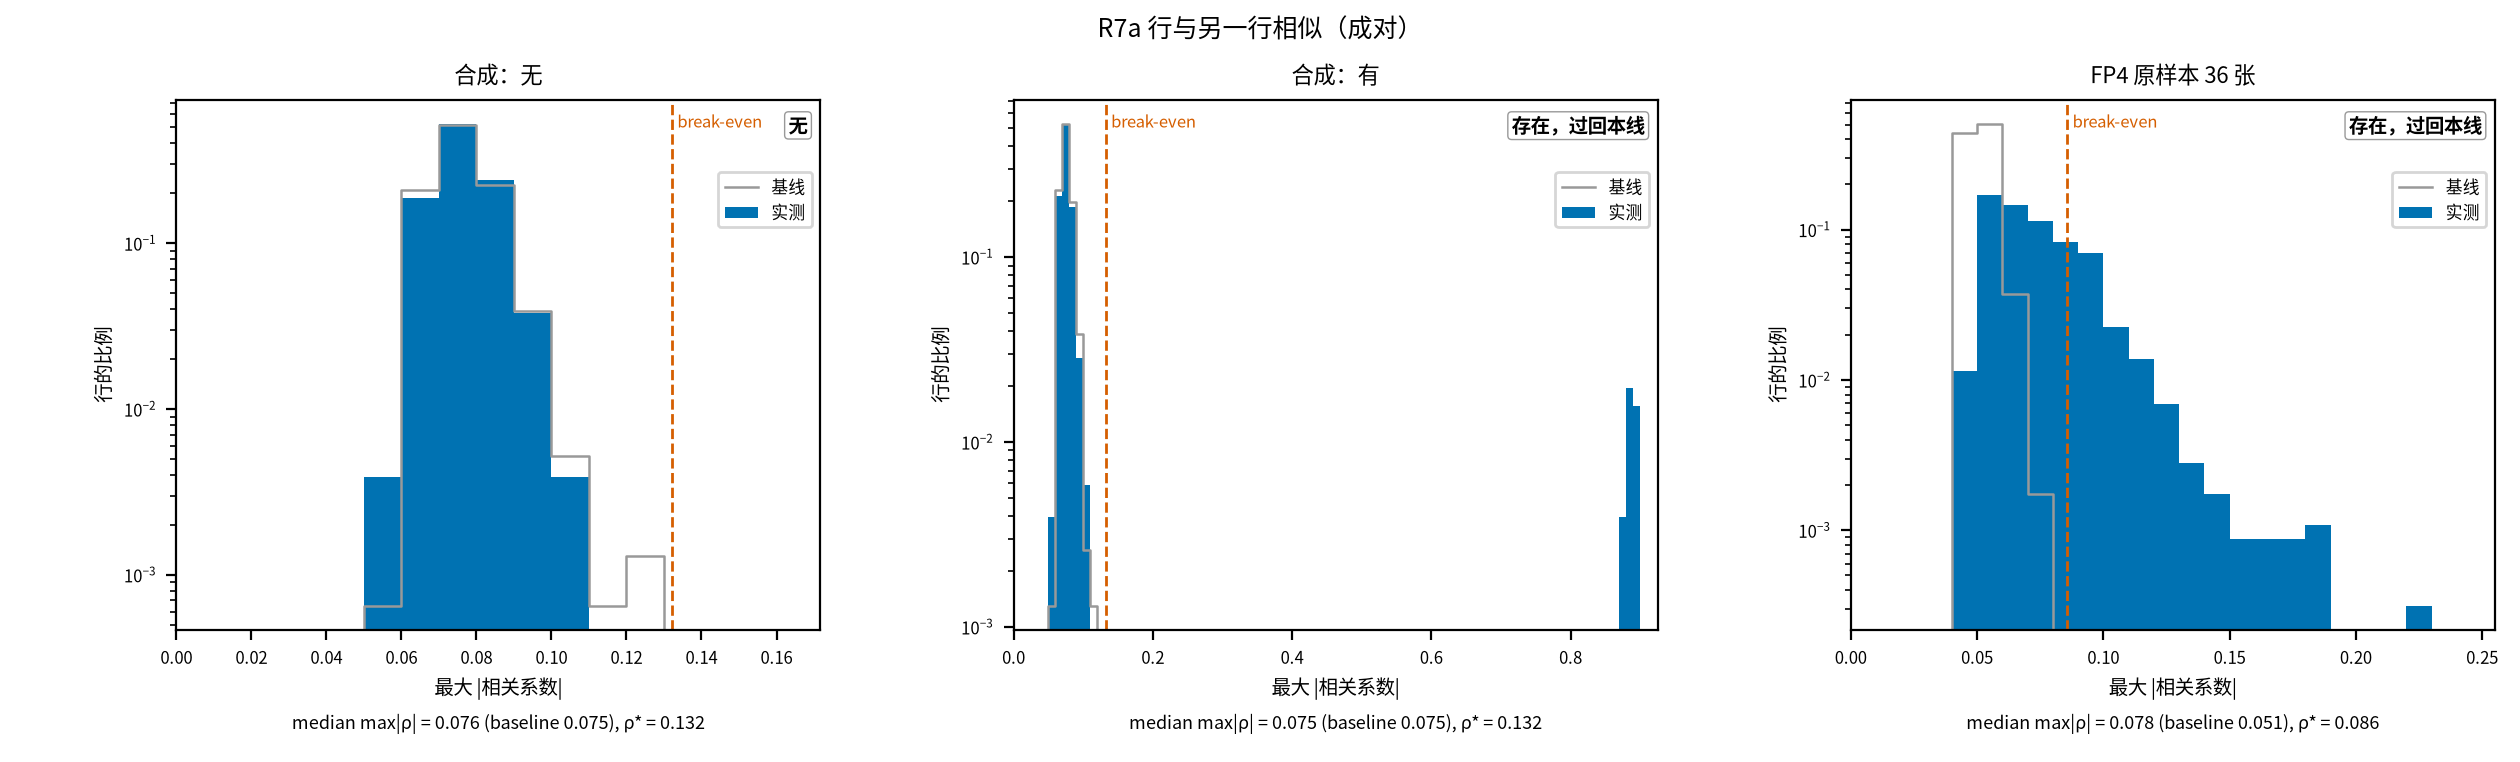 R7a 行与另一行相似（成对）
合成：无
break-even
无
基线
实测
10⁻¹
10⁻²
10⁻³
行的比例
0.00 0.02 0.04 0.06 0.08 0.10 0.12 0.14 0.16
最大 |相关系数|
median max|ρ| = 0.076 (baseline 0.075), ρ* = 0.132
合成：有
break-even
存在，过回本线
基线
实测
10⁻¹
10⁻²
10⁻³
行的比例
0.0 0.2 0.4 0.6 0.8
最大 |相关系数|
median max|ρ| = 0.075 (baseline 0.075), ρ* = 0.132
FP4 原样本 36 张
break-even
存在，过回本线
基线
实测
10⁻¹
10⁻²
10⁻³
行的比例
0.00 0.05 0.10 0.15 0.20 0.25
最大 |相关系数|
median max|ρ| = 0.078 (baseline 0.051), ρ* = 0.086